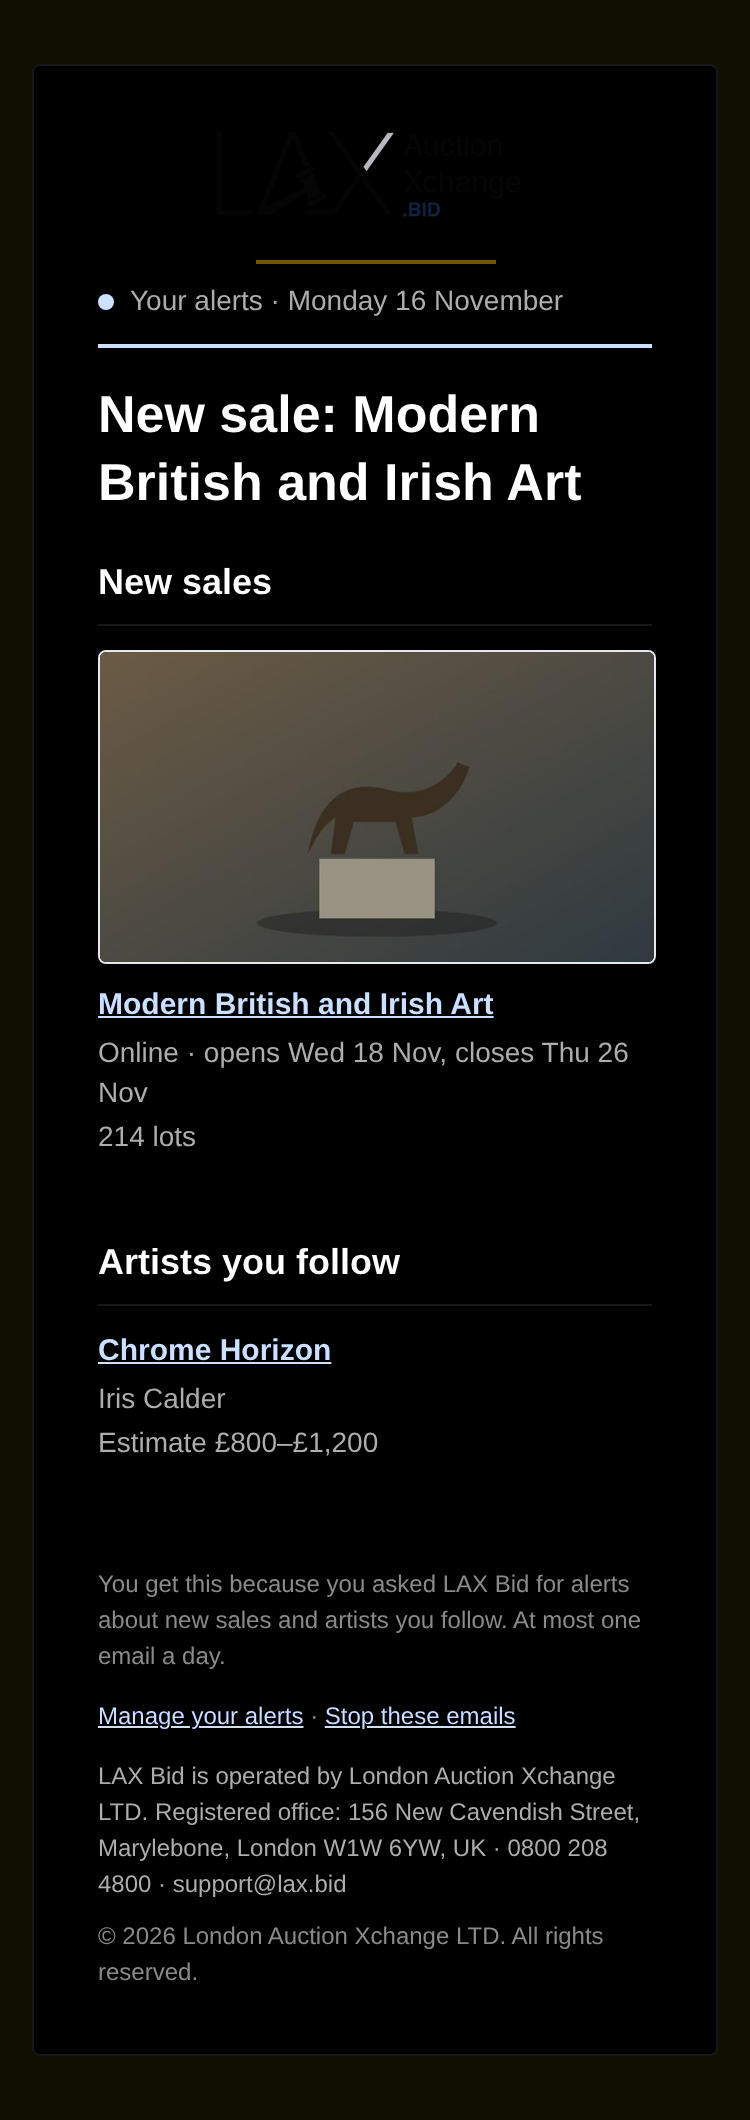 LAX Auction
Xchange
.BID
Your alerts · Monday 16 November
New sale: Modern
British and Irish Art
New sales
Modern British and Irish Art
Online · opens Wed 18 Nov, closes Thu 26
Nov
214 lots
Artists you follow
Chrome Horizon
Iris Calder
Estimate £800–£1,200
You get this because you asked LAX Bid for alerts
about new sales and artists you follow. At most one
email a day.
Manage your alerts · Stop these emails
LAX Bid is operated by London Auction Xchange
LTD. Registered office: 156 New Cavendish Street,
Marylebone, London W1W 6YW, UK · 0800 208
4800 · support@lax.bid
© 2026 London Auction Xchange LTD. All rights
reserved.